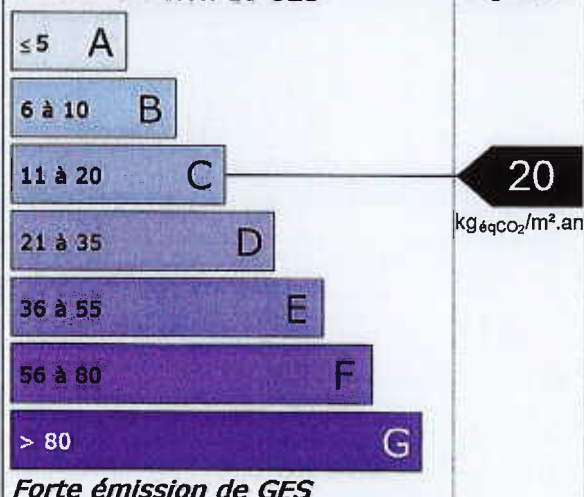 ≤ 5 A
6 à 10 B
11 à 20 C
20
kgéqCO₂/m².an
21 à 35 D
36 à 55 E
56 à 80 F
> 80 G
Forte émission de GES